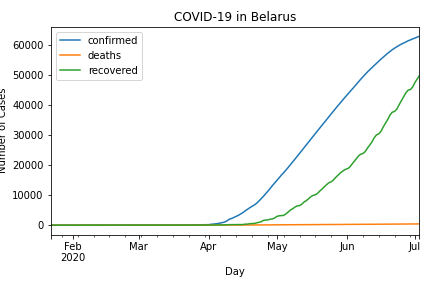 COVID-19 in Belarus
confirmed
deaths
recovered
60000
50000
40000
30000
20000
10000
0
Number of Cases
Feb
2020
Mar
Apr
May
Jun
Jul
Day